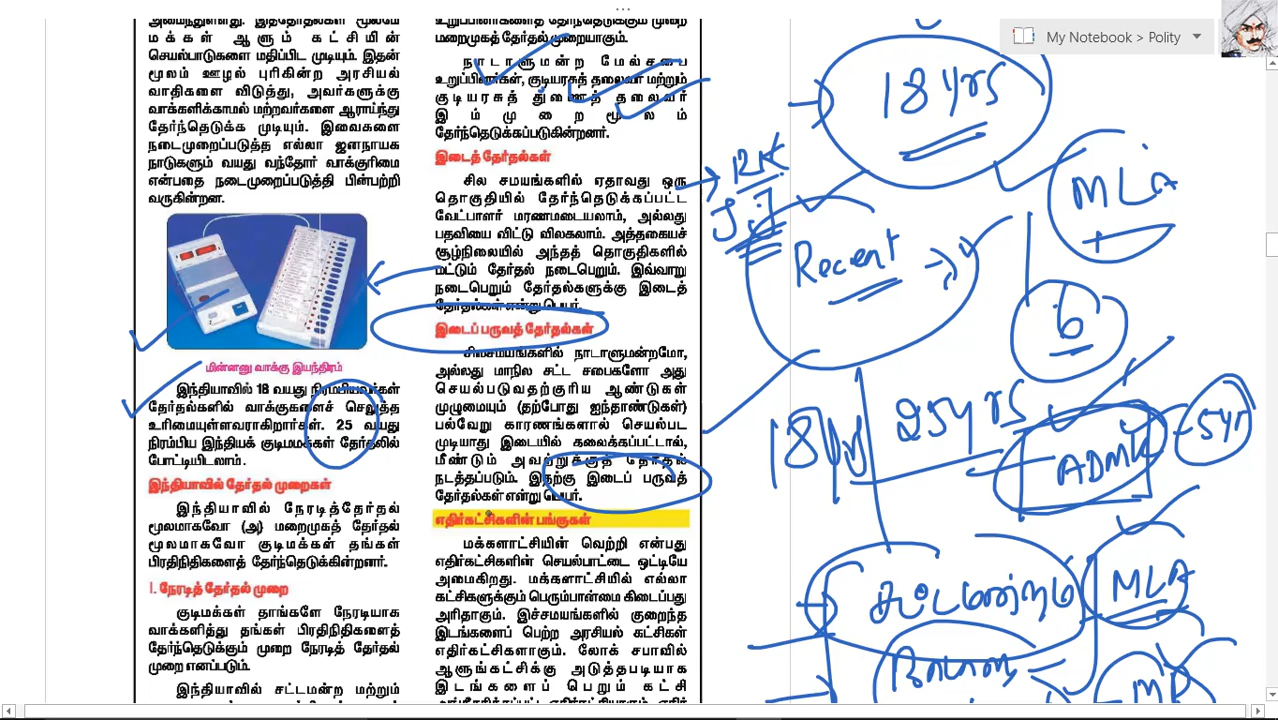 My Notebook > Polity
அமைந்துள்ளது. இத்தேர்தல்கள் மூலமே
மக்கள் ஆளும் கட்சியின்
செயல்பாடுகளை மதிப்பிட முடியும். இதன்
மூலம் ஊழல் புரிகின்ற அரசியல்
வாதிகளை விடுத்து, அவர்களுக்கு
வாக்களிக்காமல் மற்றவர்களை ஆராய்ந்து
தேர்ந்தெடுக்க முடியும். இவைகளை
நடைமுறைபடுத்த எல்லா ஜனநாயக
நாடுகளும் வயது வந்தோர் வாக்குரிமை
என்பதை நடைமுறைப்படுத்தி பின்பற்றி
வருகின்றன.
மின்னனு வாக்கு இயந்திரம்
இந்தியாவில் 18 வயது நிரம்பியவர்கள்
தேர்தல்களில் வாக்குகளைச் செலுத்த
உரிமையுள்ளவராகிறார்கள். 25 வயது
நிரம்பிய இந்தியக் குடிமக்கள் தேர்தலில்
போட்டியிடலாம்.
இந்தியாவில் தேர்தல் முறைகள்
இந்தியாவில் நேரடித்தேர்தல்
மூலமாகவோ (அ) மறைமுகத் தேர்தல்
மூலமாகவோ குடிமக்கள் தங்கள்
பிரதிநிதிகளைத் தேர்ந்தெடுக்கின்றனர்.
1. நேரடித் தேர்தல் முறை
குடிமக்கள் தாங்களே நேரடியாக
வாக்களித்து தங்கள் பிரதிநிதிகளைத்
தேர்ந்தெடுக்கும் முறை நேரடித் தேர்தல்
முறை எனப்படும்.
இந்தியாவில் சட்டமன்ற மற்றும்
உறுப்பினர்களைத் தேர்ந்தெடுக்கும் முறை
மறைமுகத் தேர்தல் முறையாகும்.
நாடாளுமன்ற மேல்சபை
உறுப்பினர்கள், குடியரசுத் தலைவர் மற்றும்
குடியரசுத் துணைத் தலைவர்
இம்முறை மூலம்
தேர்ந்தெடுக்கப்படுகின்றனர்.
இடைத் தேர்தல்கள்
சில சமயங்களில் ஏதாவது ஒரு
தொகுதியில் தேர்ந்தெடுக்கப்பட்ட
வேட்பாளர் மரணமடையலாம், அல்லது
பதவியை விட்டு விலகலாம். அத்தகையச்
சூழ்நிலையில் அந்தத் தொகுதிகளில்
மட்டும் தேர்தல் நடைபெறும். இவ்வாறு
நடைபெறும் தேர்தல்களுக்கு இடைத்
தேர்தல்கள் என்று பெயர்.
இடைப் பருவத் தேர்தல்கள்
சிலசமயங்களில் நாடாளுமன்றமோ,
அல்லது மாநில சட்ட சபைகளோ அது
செயல்படுவதற்குரிய ஆண்டுகள்
முழுமையும் (தற்போது ஐந்தாண்டுகள்)
பல்வேறு காரணங்களால் செயல்பட
முடியாது இடையில் கலைக்கப்பட்டால்,
மீண்டும் அவற்றுக்குத் தேர்தல்
நடத்தப்படும். இதற்கு இடைப் பருவத்
தேர்தல்கள் என்று பெயர்.
எதிர்கட்சிகளின் பங்குகள்
மக்களாட்சியின் வெற்றி என்பது
எதிர்கட்சிகளின் செயல்பாட்டை ஒட்டியே
அமைகிறது. மக்களாட்சியில் எல்லா
கட்சிகளுக்கும் பெரும்பான்மை கிடைப்பது
அரிதாகும். இச்சமயங்களில் குறைந்த
இடங்களைப் பெற்ற அரசியல் கட்சிகள்
எதிர்கட்சிகளாகும். லோக் சபாவில்
ஆளுங்கட்சிக்கு அடுத்தபடியாக
இடங்களைப் பெறும் கட்சி
18 yrs
RK
MLA
Recent
6
18
25 yrs
ADMK
5yr
சட்டமன்றம்
MLA
MP